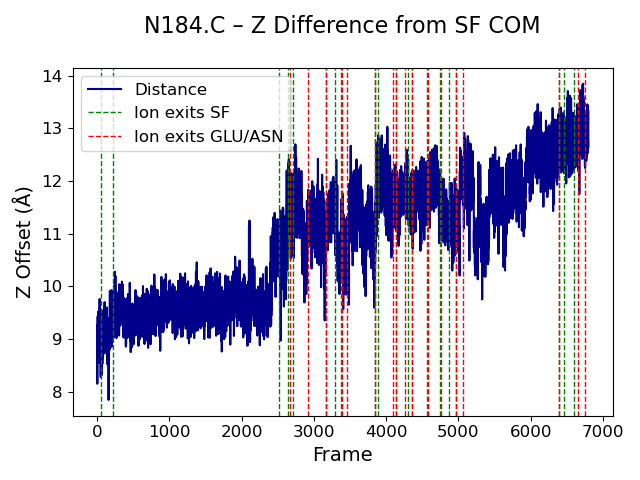 N184.C – Z Difference from SF COM
Distance
Ion exits SF
Ion exits GLU/ASN
Z Offset (Å)
14
13
12
11
10
9
8
0 1000 2000 3000 4000 5000 6000 7000
Frame